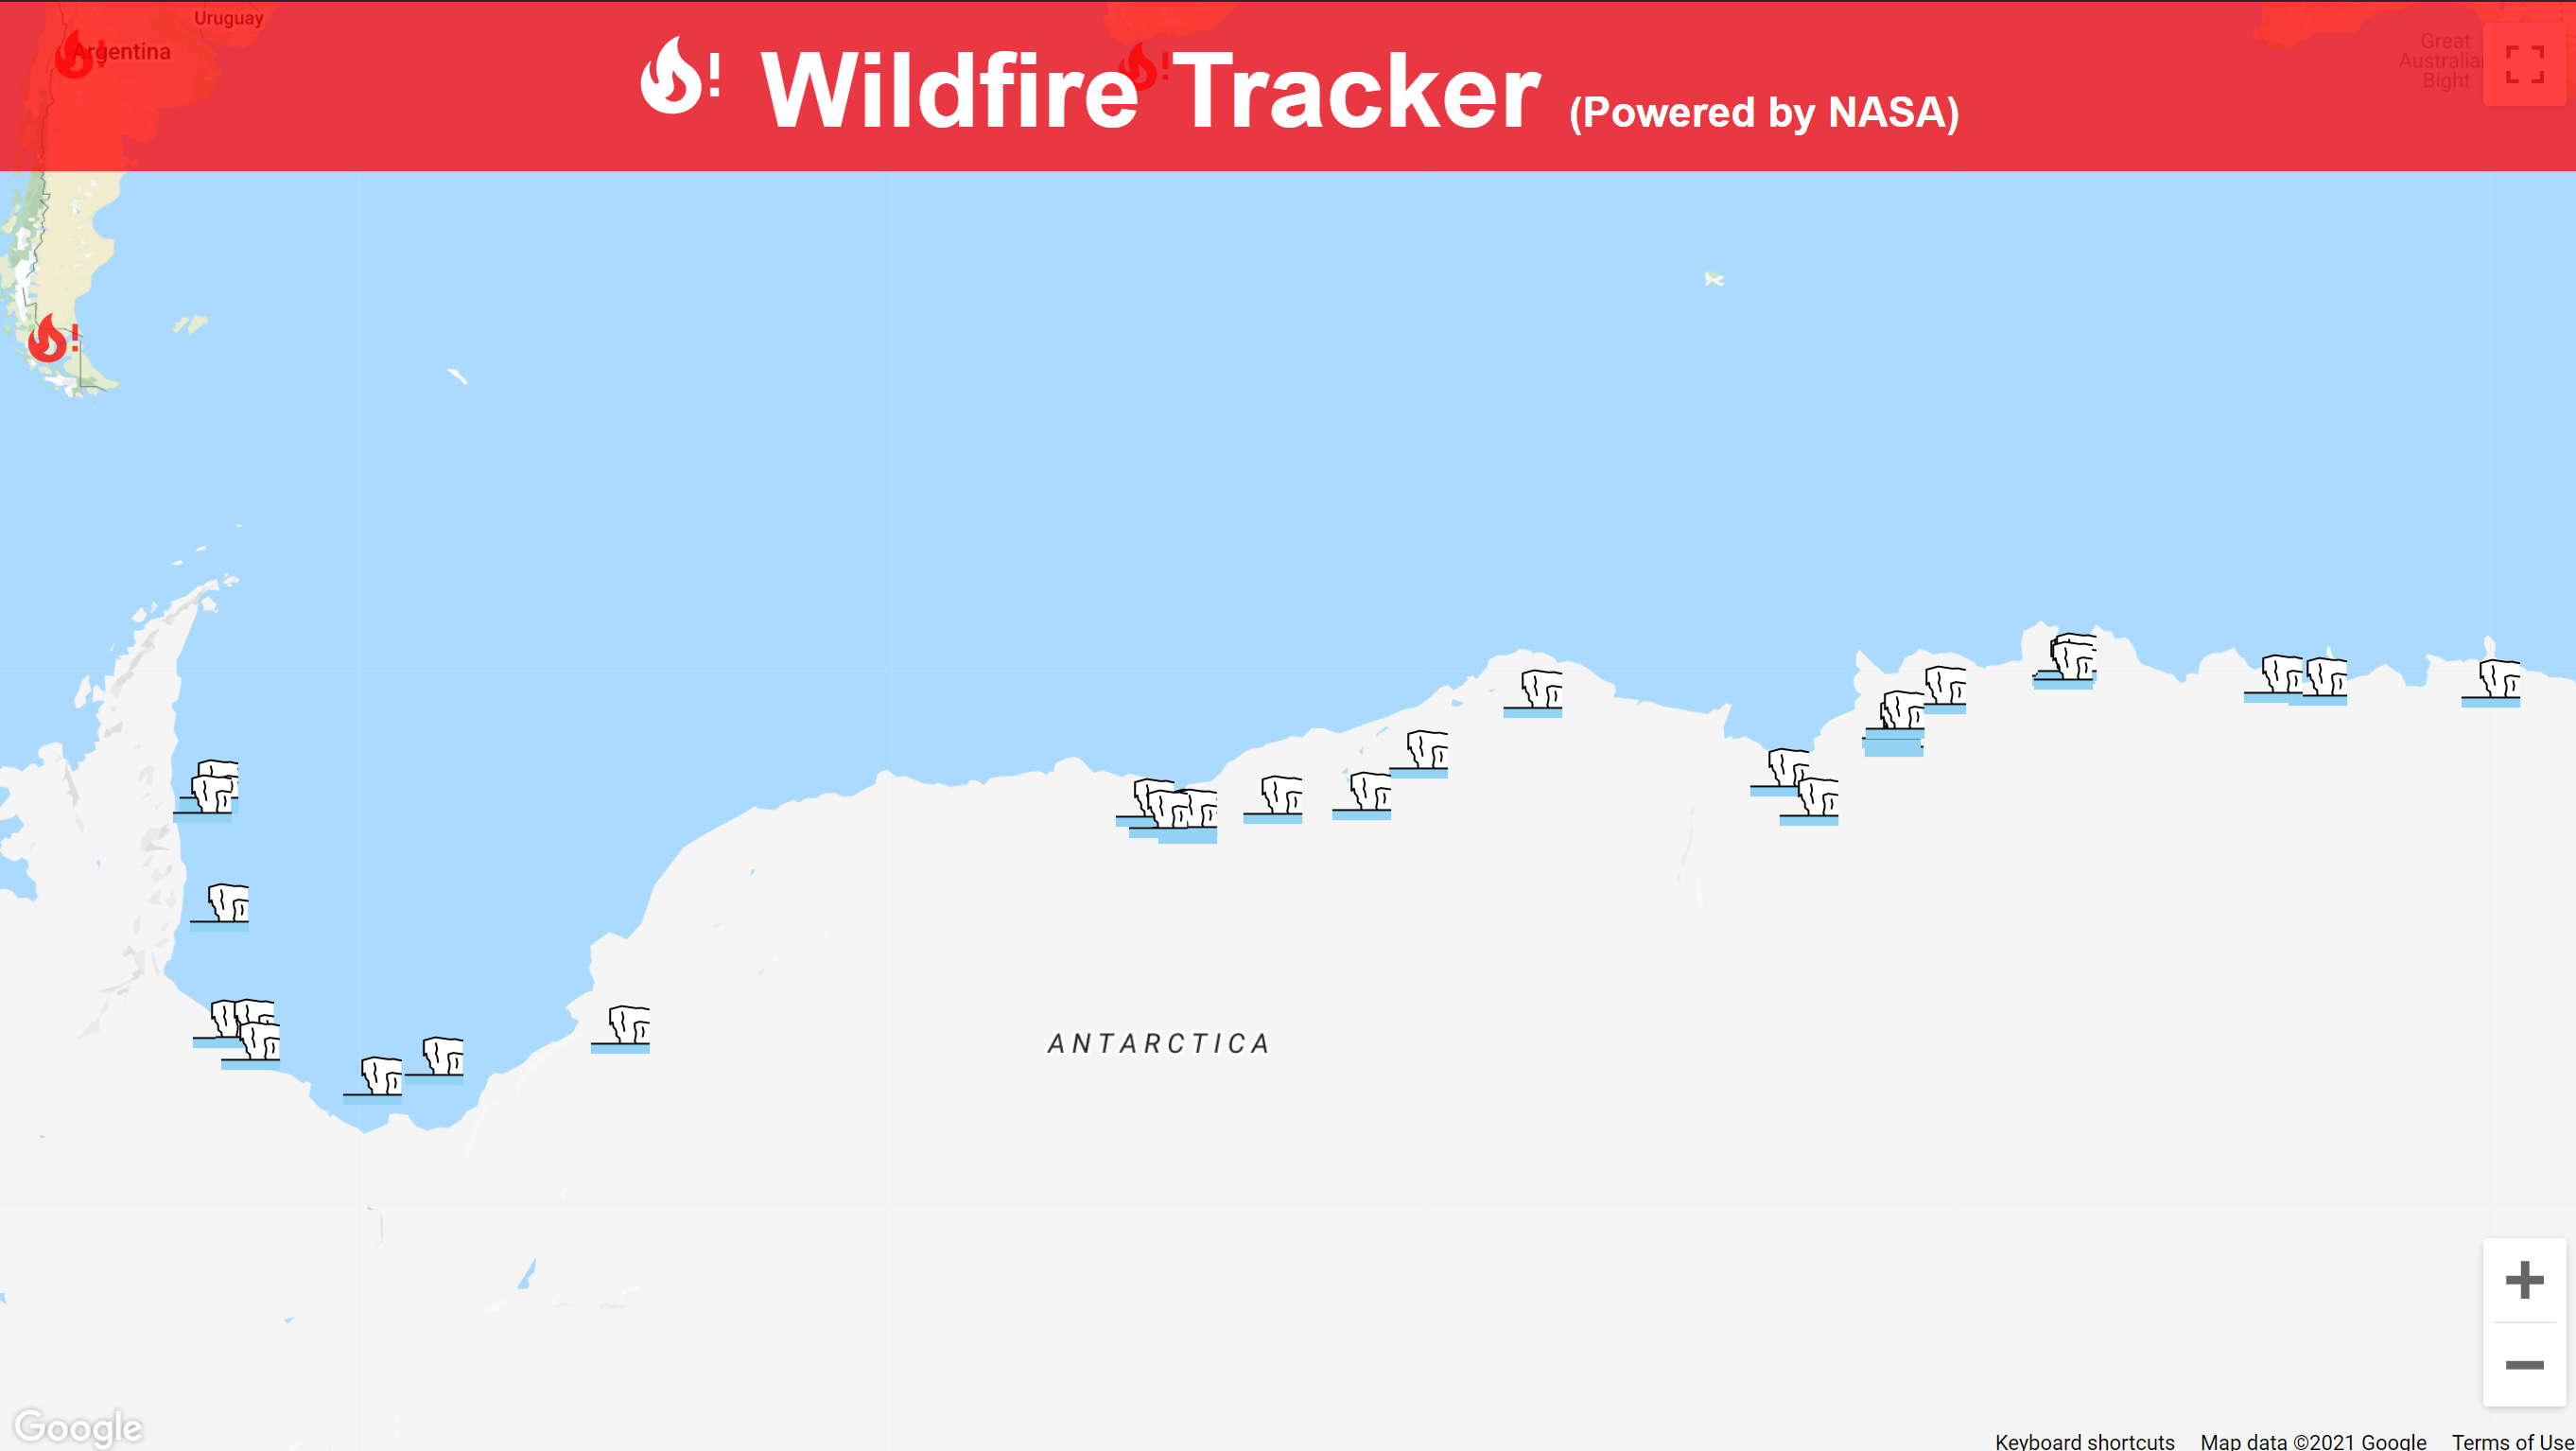 Uruguay
Argentina
! Wildfire Tracker (Powered by NASA)
Great
Australia
Bight
ANTARCTICA
Google
Keyboard shortcuts Map data ©2021 Google Terms of Use